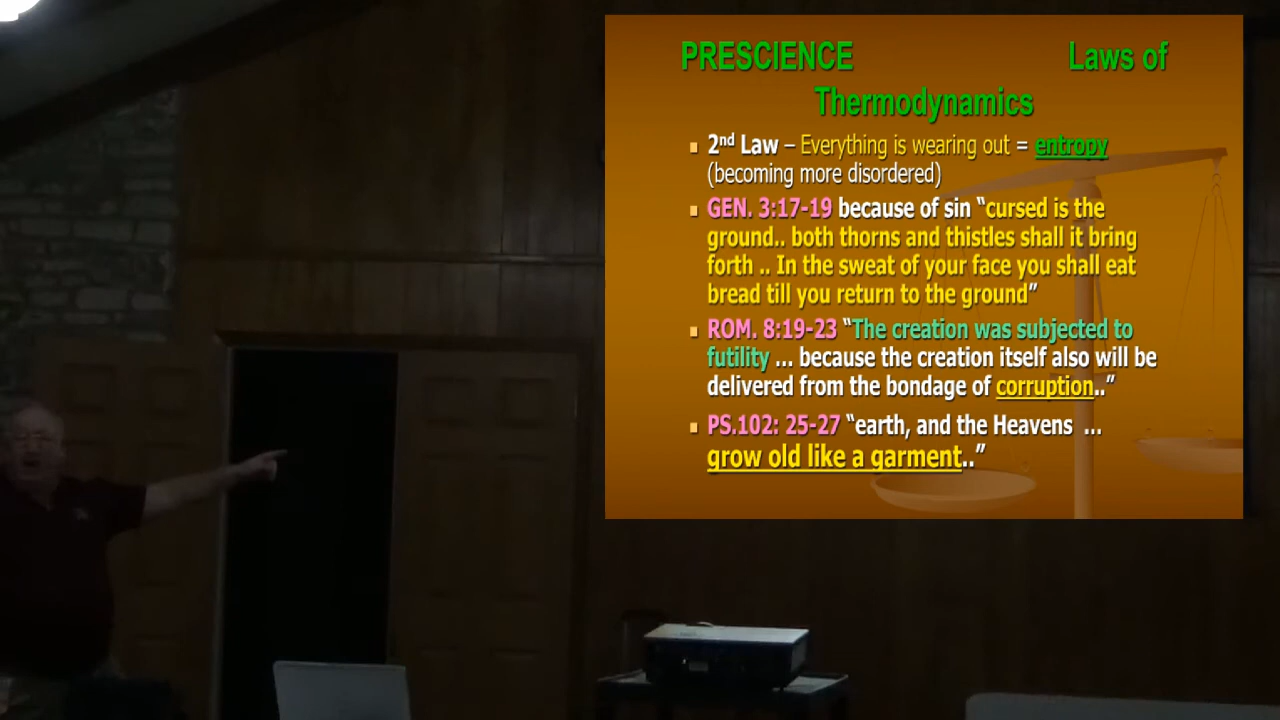 PRESCIENCE Laws of
Thermodynamics
2nd Law – Everything is wearing out = entropy
(becoming more disordered)
GEN. 3:17-19 because of sin “cursed is the
ground.. both thorns and thistles shall it bring
forth .. In the sweat of your face you shall eat
bread till you return to the ground”
ROM. 8:19-23 “The creation was subjected to
futility ... because the creation itself also will be
delivered from the bondage of corruption..”
PS.102: 25-27 “earth, and the Heavens ...
grow old like a garment..”